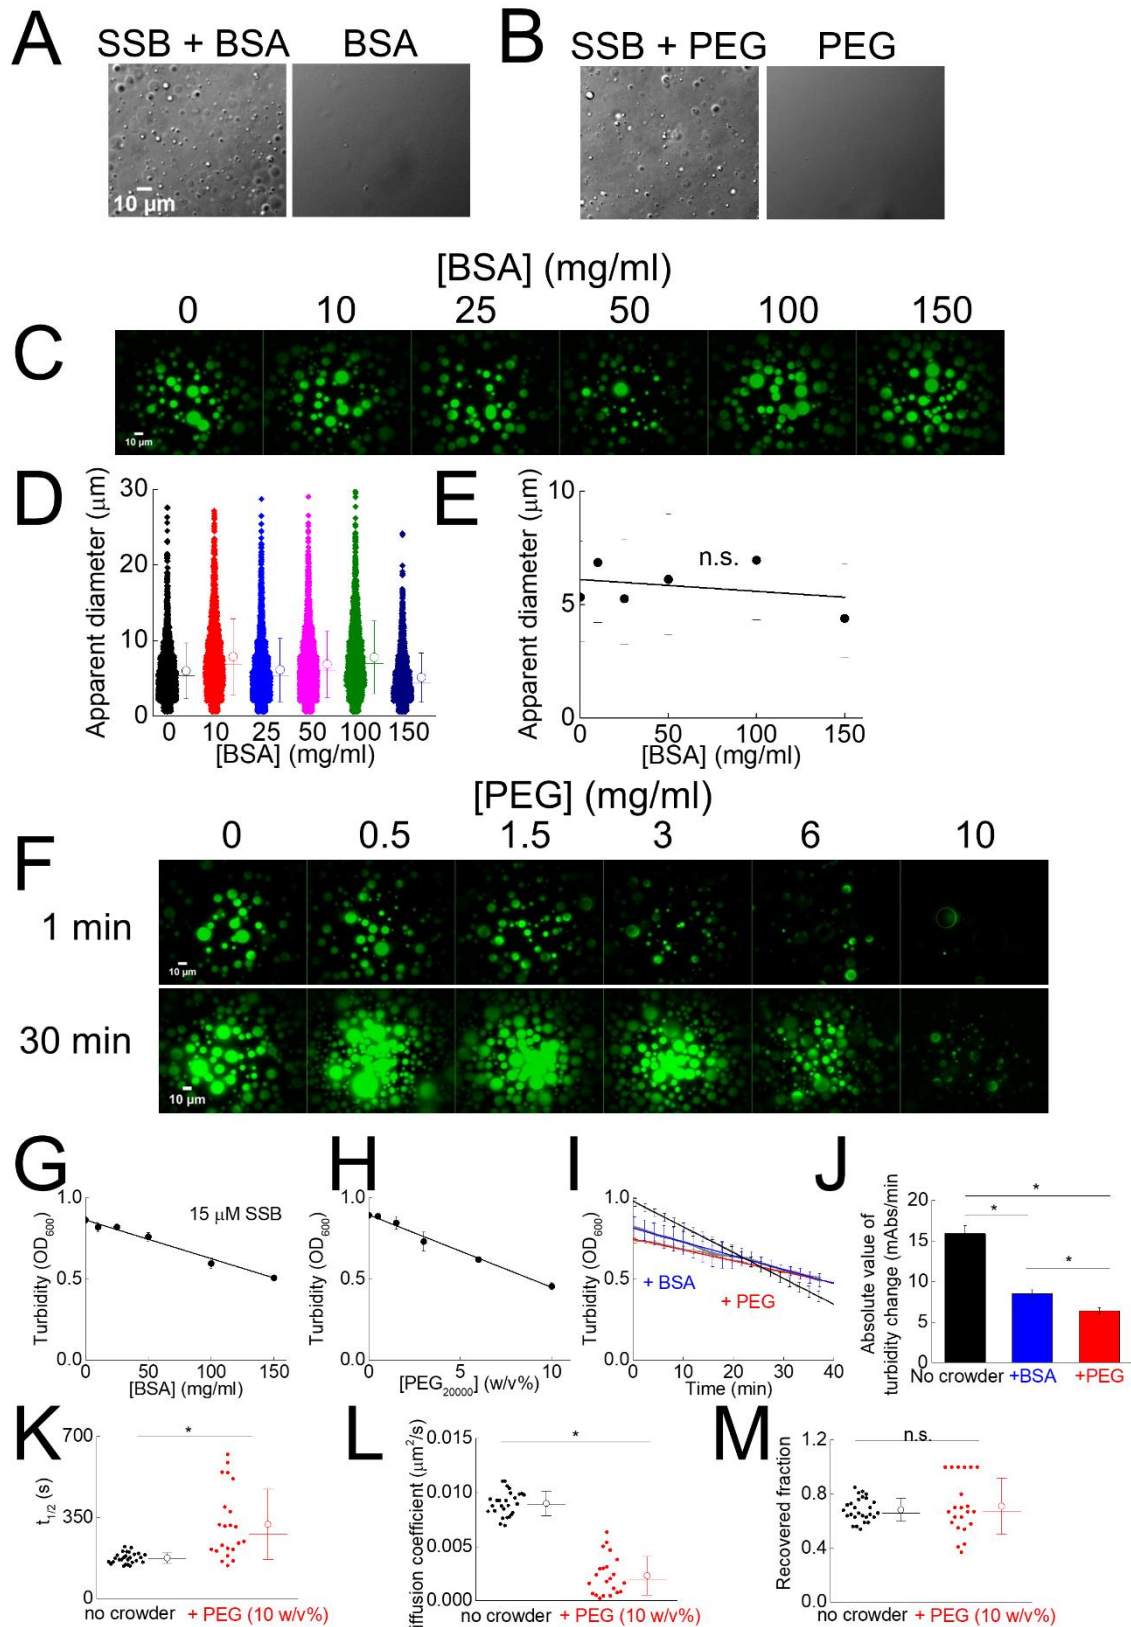 A
SSB + BSA BSA
10 µm
B
SSB + PEG PEG
[BSA] (mg/ml)
0 10 25 50 100 150
C
10 µm
D
Apparent diameter (µm)
30
20
10
0
0 10 25 50 100 150
[BSA] (mg/ml)
E
Apparent diameter (µm)
10
5
0
n.s.
0 50 100 150
[BSA] (mg/ml)
[PEG] (mg/ml)
0 0.5 1.5 3 6 10
F
1 min
10 µm
30 min
10 µm
G
Turbidity (OD600)
1.0
0.5
0.0
15 µM SSB
0 50 100 150
[BSA] (mg/ml)
H
Turbidity (OD600)
1.0
0.5
0.0
0 5 10
[PEG20000] (w/v%)
I
Turbidity (OD600)
1.0
0.5
0.0
+ BSA
+ PEG
0 10 20 30 40
Time (min)
J
Absolute value of
turbidity change (mAbs/min)
20
15
10
5
0
*
*
*
No crowder +BSA +PEG
K
t1/2 (s)
700
350
0
*
no crowder + PEG (10 w/v%)
L
iffusion coefficient (µm²/s)
0.015
0.010
0.005
0.000
*
no crowder + PEG (10 w/v%)
M
Recovered fraction
1.2
0.8
0.4
0.0
n.s.
no crowder + PEG (10 w/v%)